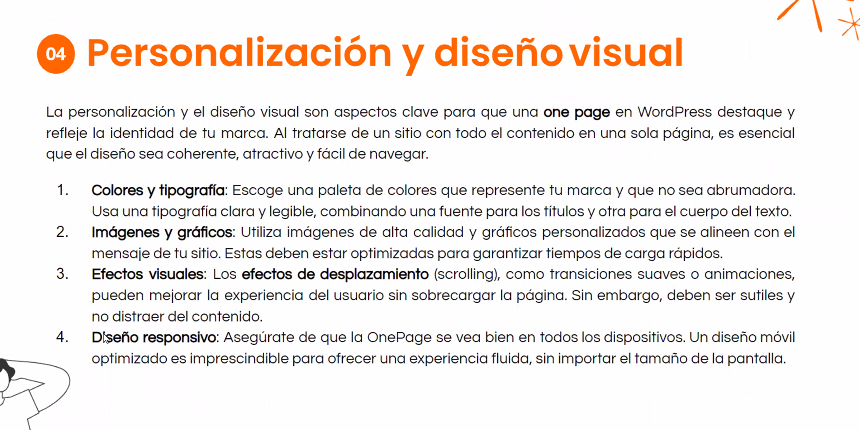 04 Personalización y diseño visual
La personalización y el diseño visual son aspectos clave para que una one page en WordPress destaque y
refleje la identidad de tu marca. Al tratarse de un sitio con todo el contenido en una sola página, es esencial
que el diseño sea coherente, atractivo y fácil de navegar.
1. Colores y tipografía: Escoge una paleta de colores que represente tu marca y que no sea abrumadora.
Usa una tipografía clara y legible, combinando una fuente para los títulos y otra para el cuerpo del texto.
2. Imágenes y gráficos: Utiliza imágenes de alta calidad y gráficos personalizados que se alineen con el
mensaje de tu sitio. Estas deben estar optimizadas para garantizar tiempos de carga rápidos.
3. Efectos visuales: Los efectos de desplazamiento (scrolling), como transiciones suaves o animaciones,
pueden mejorar la experiencia del usuario sin sobrecargar la página. Sin embargo, deben ser sutiles y
no distraer del contenido.
4. Diseño responsivo: Asegúrate de que la OnePage se vea bien en todos los dispositivos. Un diseño móvil
optimizado es imprescindible para ofrecer una experiencia fluida, sin importar el tamaño de la pantalla.